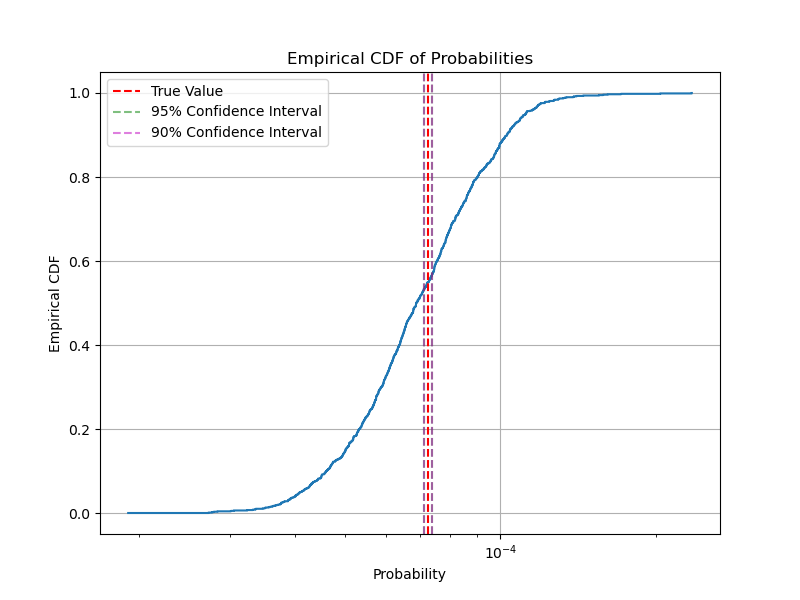 Empirical CDF of Probabilities
True Value
95% Confidence Interval
90% Confidence Interval
1.0
0.8
0.6
0.4
0.2
0.0
Empirical CDF
10⁻⁴
Probability